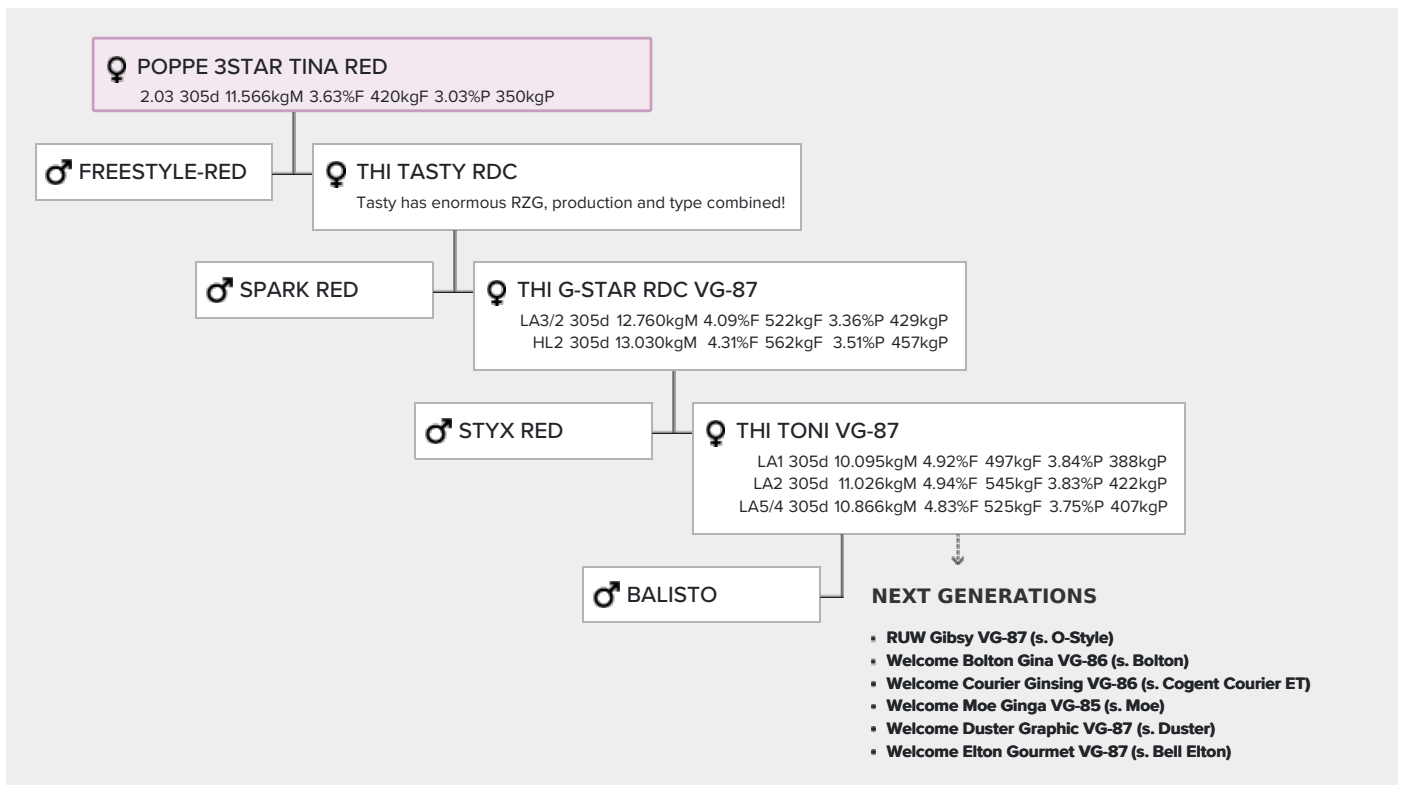 POPPE 3STAR TINA RED
2.03 305d 11.566kgM 3.63%F 420kgF 3.03%P 350kgP
FREESTYLE-RED
THI TASTY RDC
Tasty has enormous RZG, production and type combined!
SPARK RED
THI G-STAR RDC VG-87
LA3/2 305d 12.760kgM 4.09%F 522kgF 3.36%P 429kgP
HL2 305d 13.030kgM 4.31%F 562kgF 3.51%P 457kgP
STYX RED
THI TONI VG-87
LA1 305d 10.095kgM 4.92%F 497kgF 3.84%P 388kgP
LA2 305d 11.026kgM 4.94%F 545kgF 3.83%P 422kgP
LA5/4 305d 10.866kgM 4.83%F 525kgF 3.75%P 407kgP
BALISTO
NEXT GENERATIONS
RUW Gibsy VG-87 (s. O-Style)
Welcome Bolton Gina VG-86 (s. Bolton)
Welcome Courier Ginsing VG-86 (s. Cogent Courier ET)
Welcome Moe Ginga VG-85 (s. Moe)
Welcome Duster Graphic VG-87 (s. Duster)
Welcome Elton Gourmet VG-87 (s. Bell Elton)